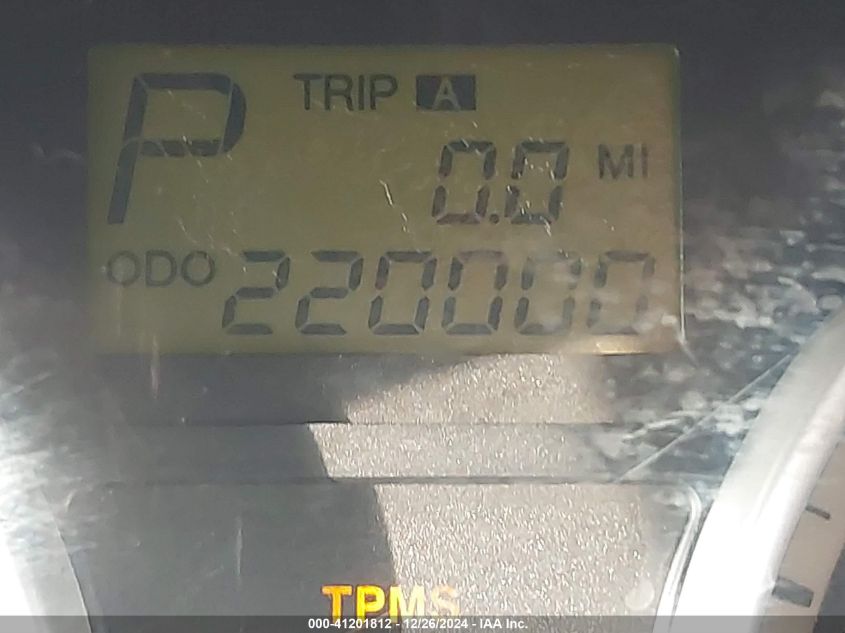 P TRIP A
0.0 MI
ODO 220000
TPMS
000-41201812 - 12/26/2024 - IAA Inc.